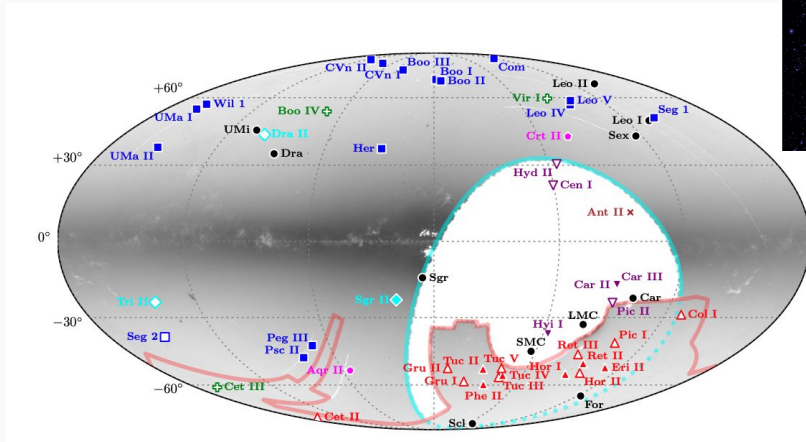 CVn II
CVn I
Boo III
Boo I
Boo II
Com
Leo II
+60°
UMa I
Wil 1
Boo IV
Vir I
Leo V
Leo IV
Leo I
Seg 1
UMi
Dra II
Crt II
Sex
UMa II
Dra
Her
+30°
Hyd II
Cen I
Ant II
0°
Sgr
Car III
Car II
Tri II
Sgr II
Car
Pic II
LMC
Col I
−30°
Hyi I
Seg 2
Peg III
Psc II
SMC
Pic I
Ret III
Ret II
Tuc II
Tuc V
Aqr II
Gru II
Hor I
Eri II
Tuc IV
Gru I
Tuc III
Hor II
−60°
Cet III
Phe II
For
Cet II
Scl